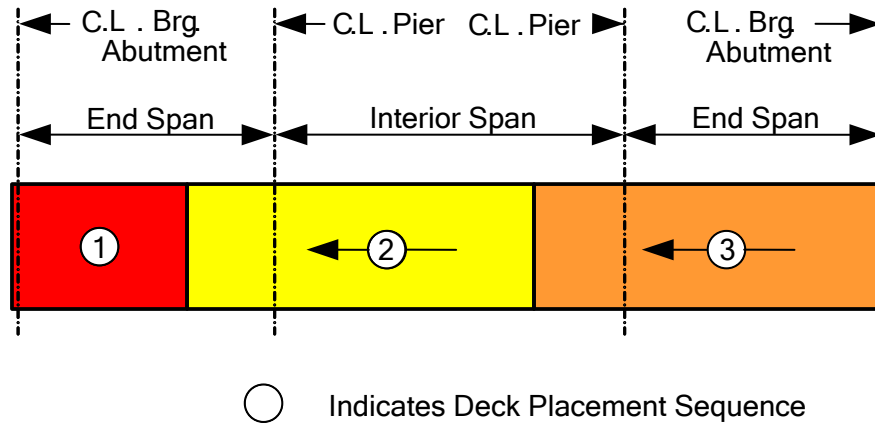 C.L . Brg.
Abutment
C.L . Pier
C.L . Pier
C.L . Brg.
Abutment
End Span
Interior Span
End Span
1
2
3
Indicates Deck Placement Sequence